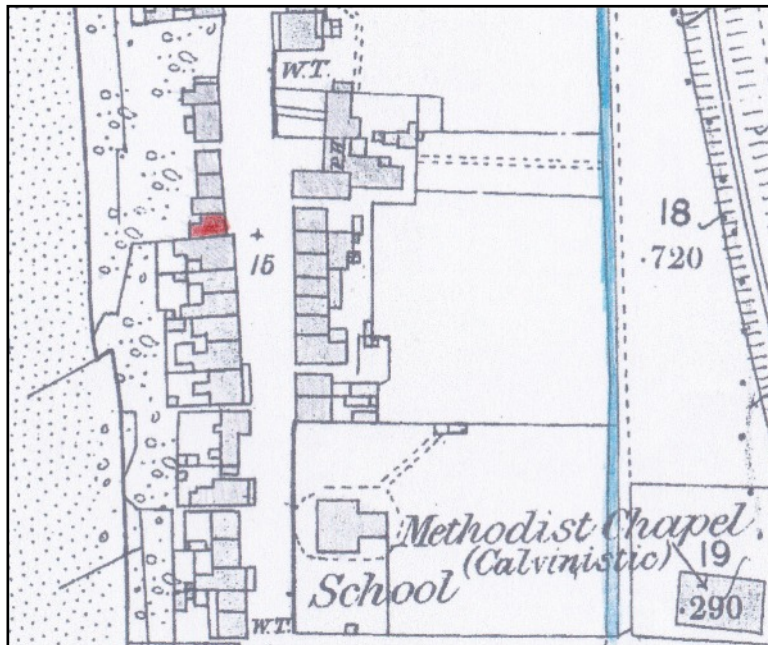 W.T.
P.H.
18
·720
15
Methodist Chapel
(Calvinistic)
19
School
·290
W.T.